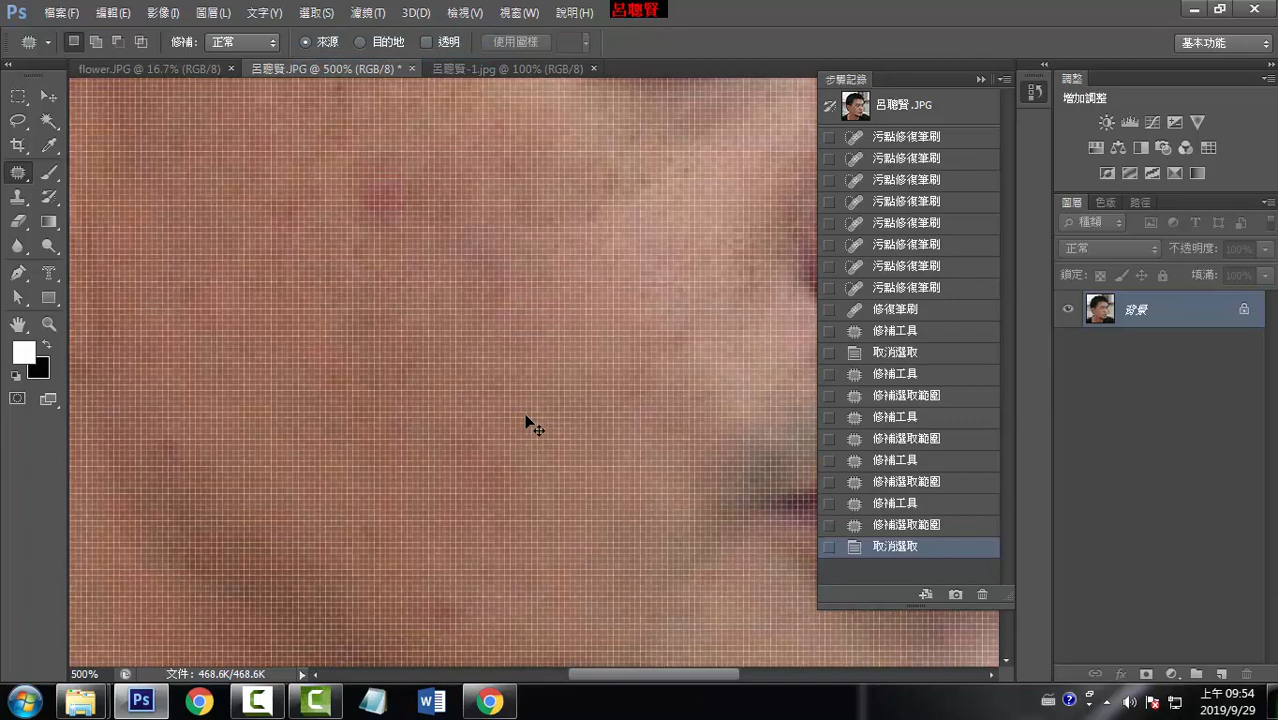 Ps 檔案(F) 編輯(E) 影像(I) 圖層(L) 文字(Y) 選取(S) 濾鏡(T) 3D(D) 檢視(V) 視窗(W) 說明(H) 呂聰賢
修補: 正常 來源 目的地 透明 使用圖樣 基本功能
flower.JPG @ 16.7% (RGB/8) 呂聰賢.JPG @ 500% (RGB/8) * 呂聰賢-1.jpg @ 100% (RGB/8)
步驟記錄
呂聰賢.JPG
污點修復筆刷
污點修復筆刷
污點修復筆刷
污點修復筆刷
污點修復筆刷
污點修復筆刷
污點修復筆刷
污點修復筆刷
修復筆刷
修補工具
取消選取
修補工具
修補選取範圍
修補工具
修補選取範圍
修補工具
修補選取範圍
修補工具
修補選取範圍
取消選取
調整
增加調整
圖層 色版 路徑
種類
正常 不透明度: 100%
鎖定: 填滿: 100%
背景
500% 文件: 468.6K/468.6K
Ps
上午 09:54
2019/9/29